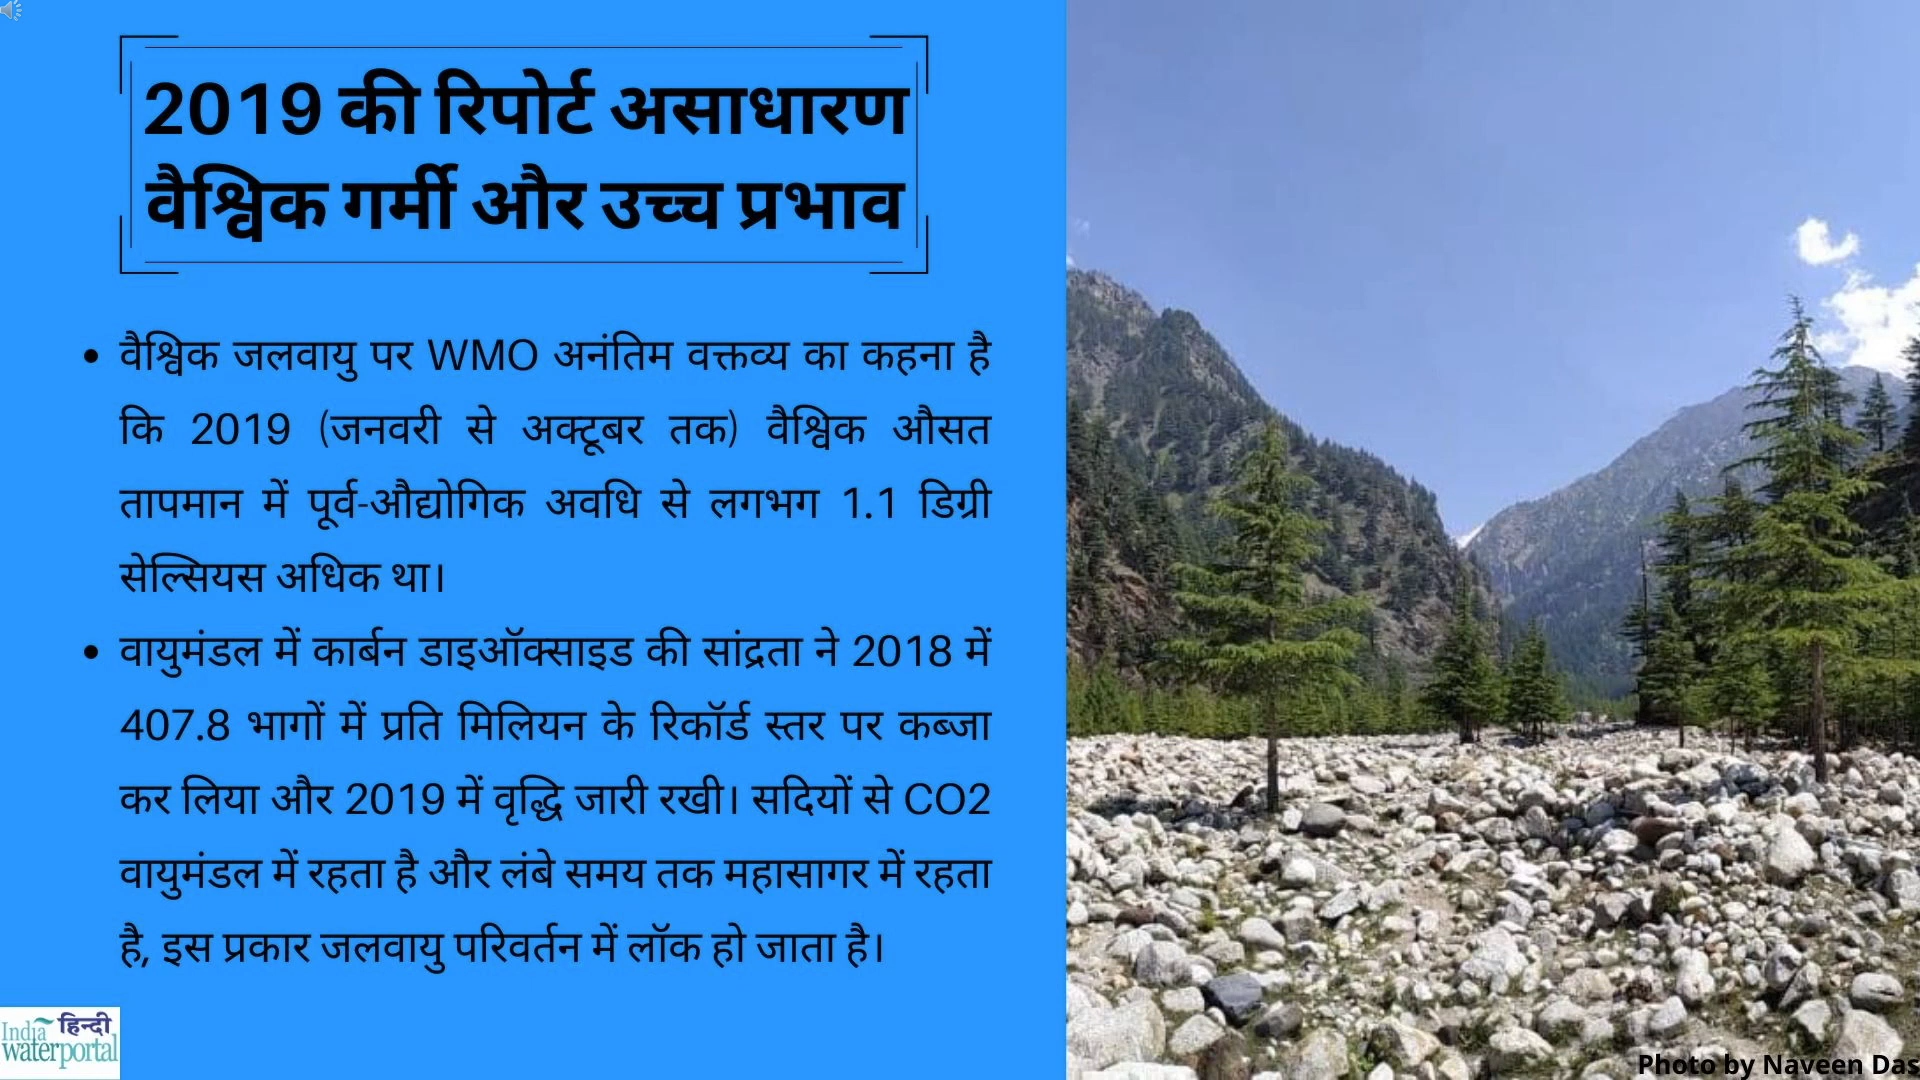 2019 की रिपोर्ट असाधारण
वैश्विक गर्मी और उच्च प्रभाव
• वैश्विक जलवायु पर WMO अनंतिम वक्तव्य का कहना है
कि 2019 (जनवरी से अक्टूबर तक) वैश्विक औसत
तापमान में पूर्व-औद्योगिक अवधि से लगभग 1.1 डिग्री
सेल्सियस अधिक था।
• वायुमंडल में कार्बन डाइऑक्साइड की सांद्रता ने 2018 में
407.8 भागों में प्रति मिलियन के रिकॉर्ड स्तर पर कब्जा
कर लिया और 2019 में वृद्धि जारी रखी। सदियों से CO2
वायुमंडल में रहता है और लंबे समय तक महासागर में रहता
है, इस प्रकार जलवायु परिवर्तन में लॉक हो जाता है।
India हिन्दी
waterportal
Photo by Naveen Das